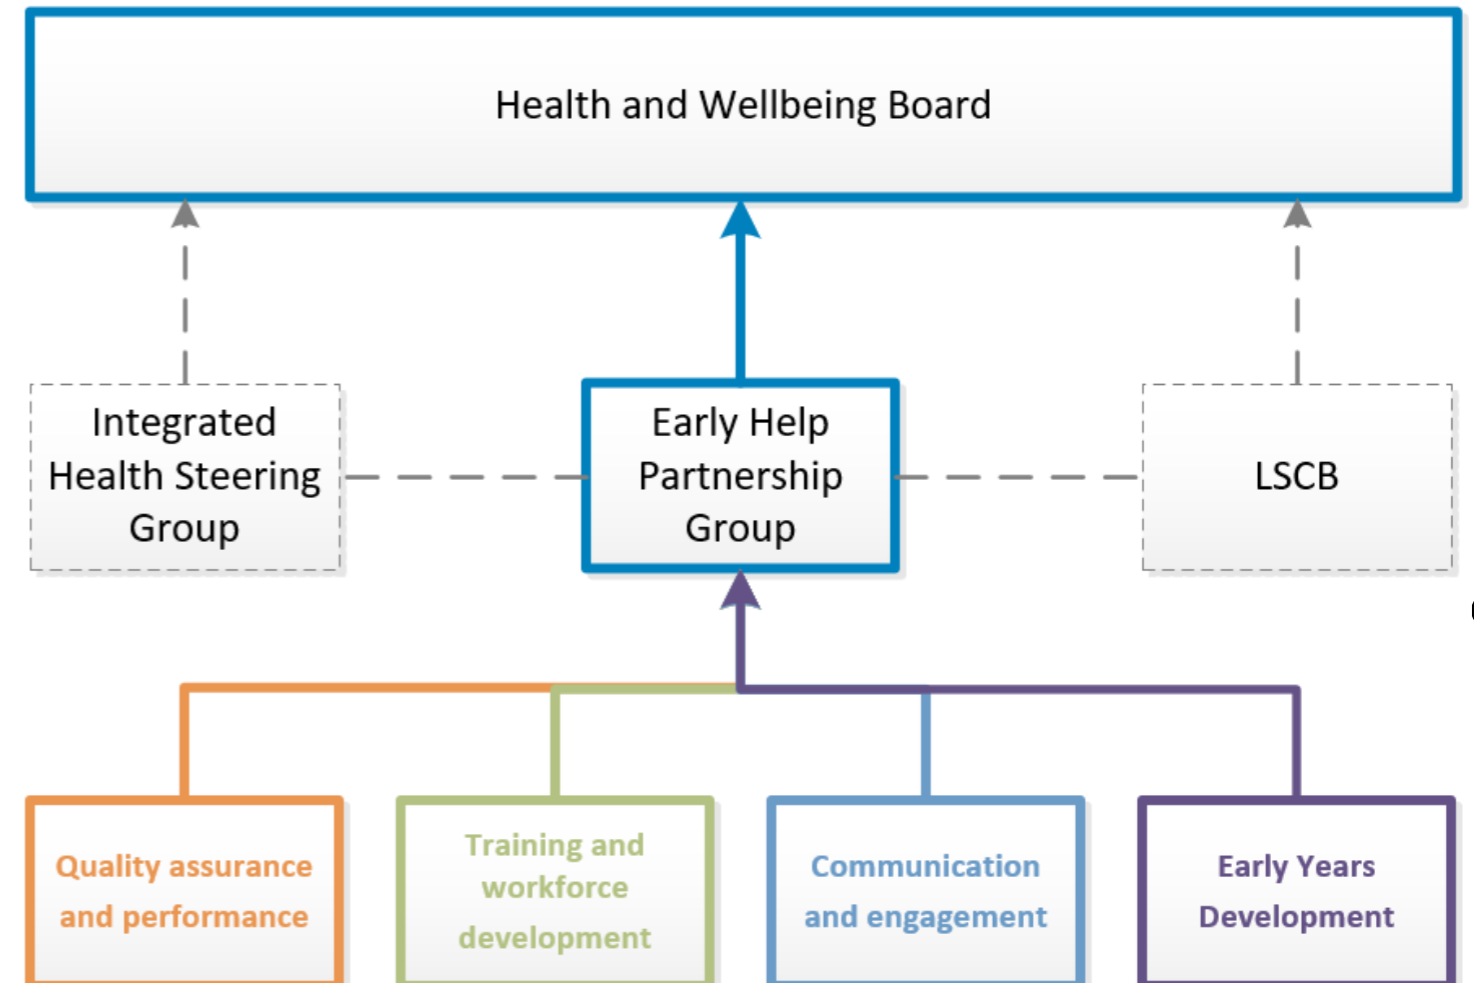 Health and Wellbeing Board
Integrated
Health Steering
Group
Early Help
Partnership
Group
LSCB
Quality assurance
and performance
Training and
workforce
development
Communication
and engagement
Early Years
Development